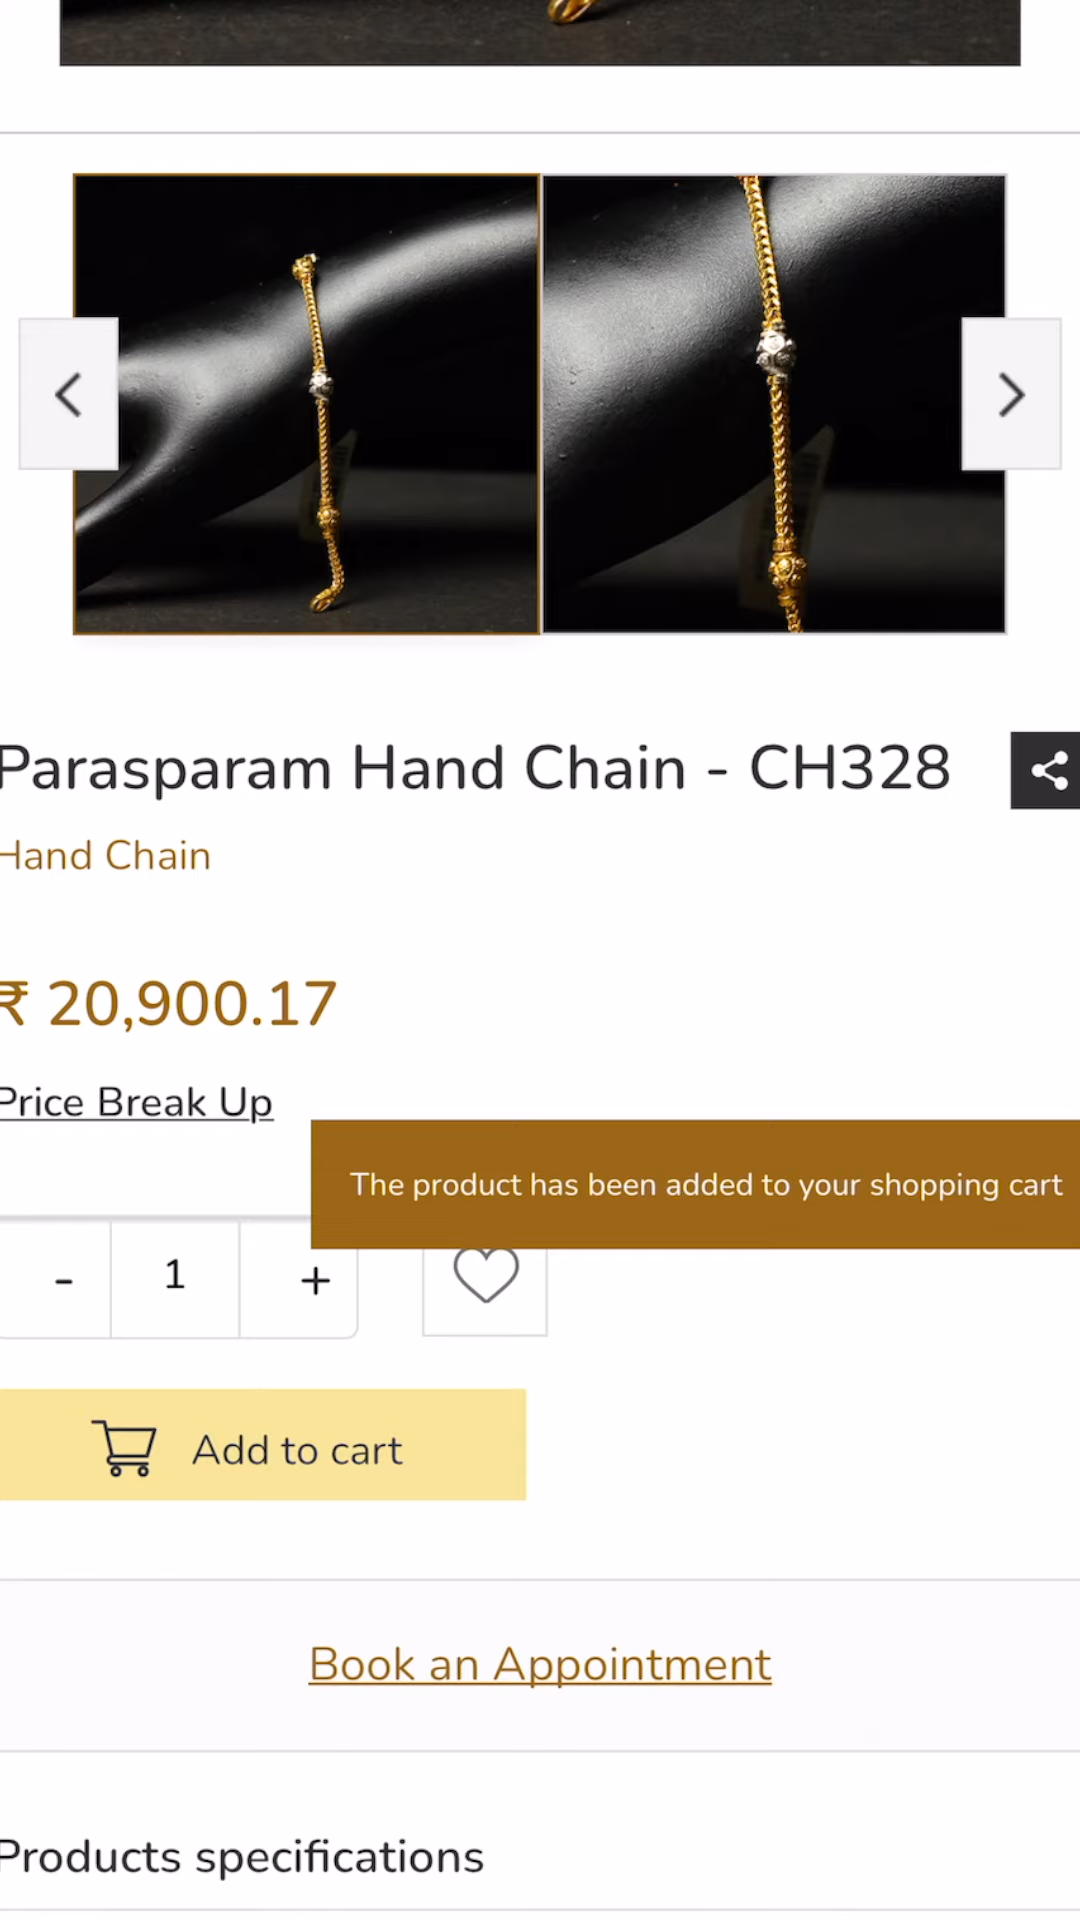 Parasparam Hand Chain - CH328
Hand Chain
₹ 20,900.17
Price Break Up
The product has been added to your shopping cart
- 1 +
Add to cart
Book an Appointment
Products specifications